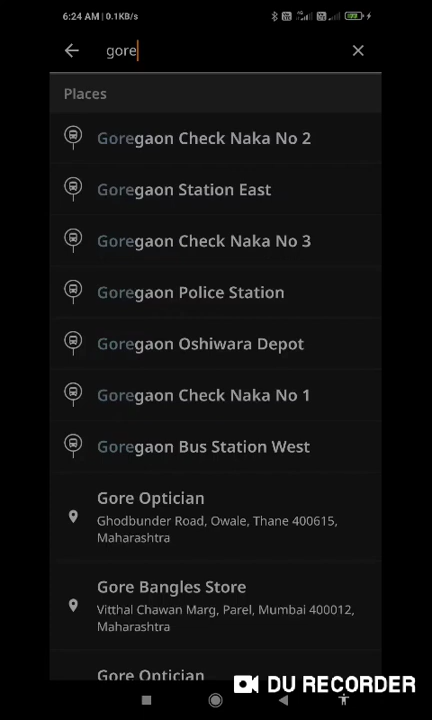 6:24 AM | 0.1KB/s
gore
Places
Goregaon Check Naka No 2
Goregaon Station East
Goregaon Check Naka No 3
Goregaon Police Station
Goregaon Oshiwara Depot
Goregaon Check Naka No 1
Goregaon Bus Station West
Gore Optician
Ghodbunder Road, Owale, Thane 400615,
Maharashtra
Gore Bangles Store
Vitthal Chawan Marg, Parel, Mumbai 400012,
Maharashtra
Gore Optician
DU RECORDER